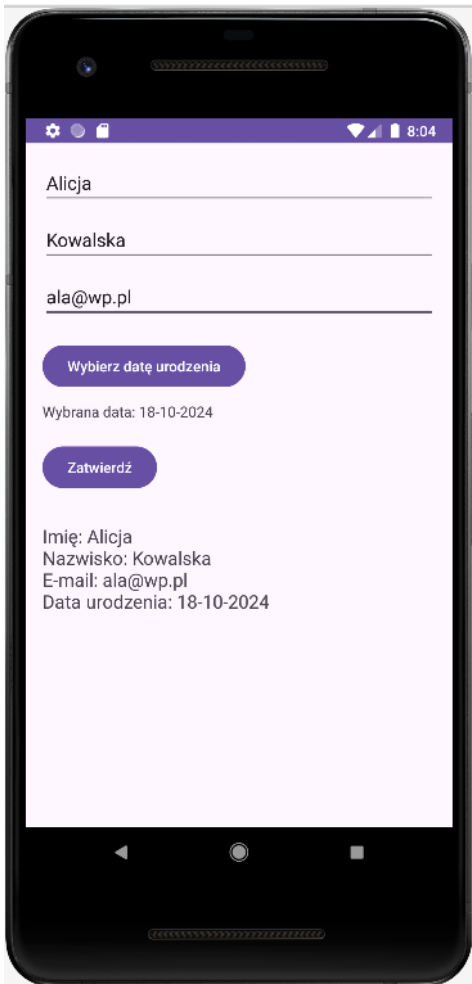 8:04
Alicja
Kowalska
ala@wp.pl
Wybierz datę urodzenia
Wybrana data: 18-10-2024
Zatwierdź
Imię: Alicja
Nazwisko: Kowalska
E-mail: ala@wp.pl
Data urodzenia: 18-10-2024